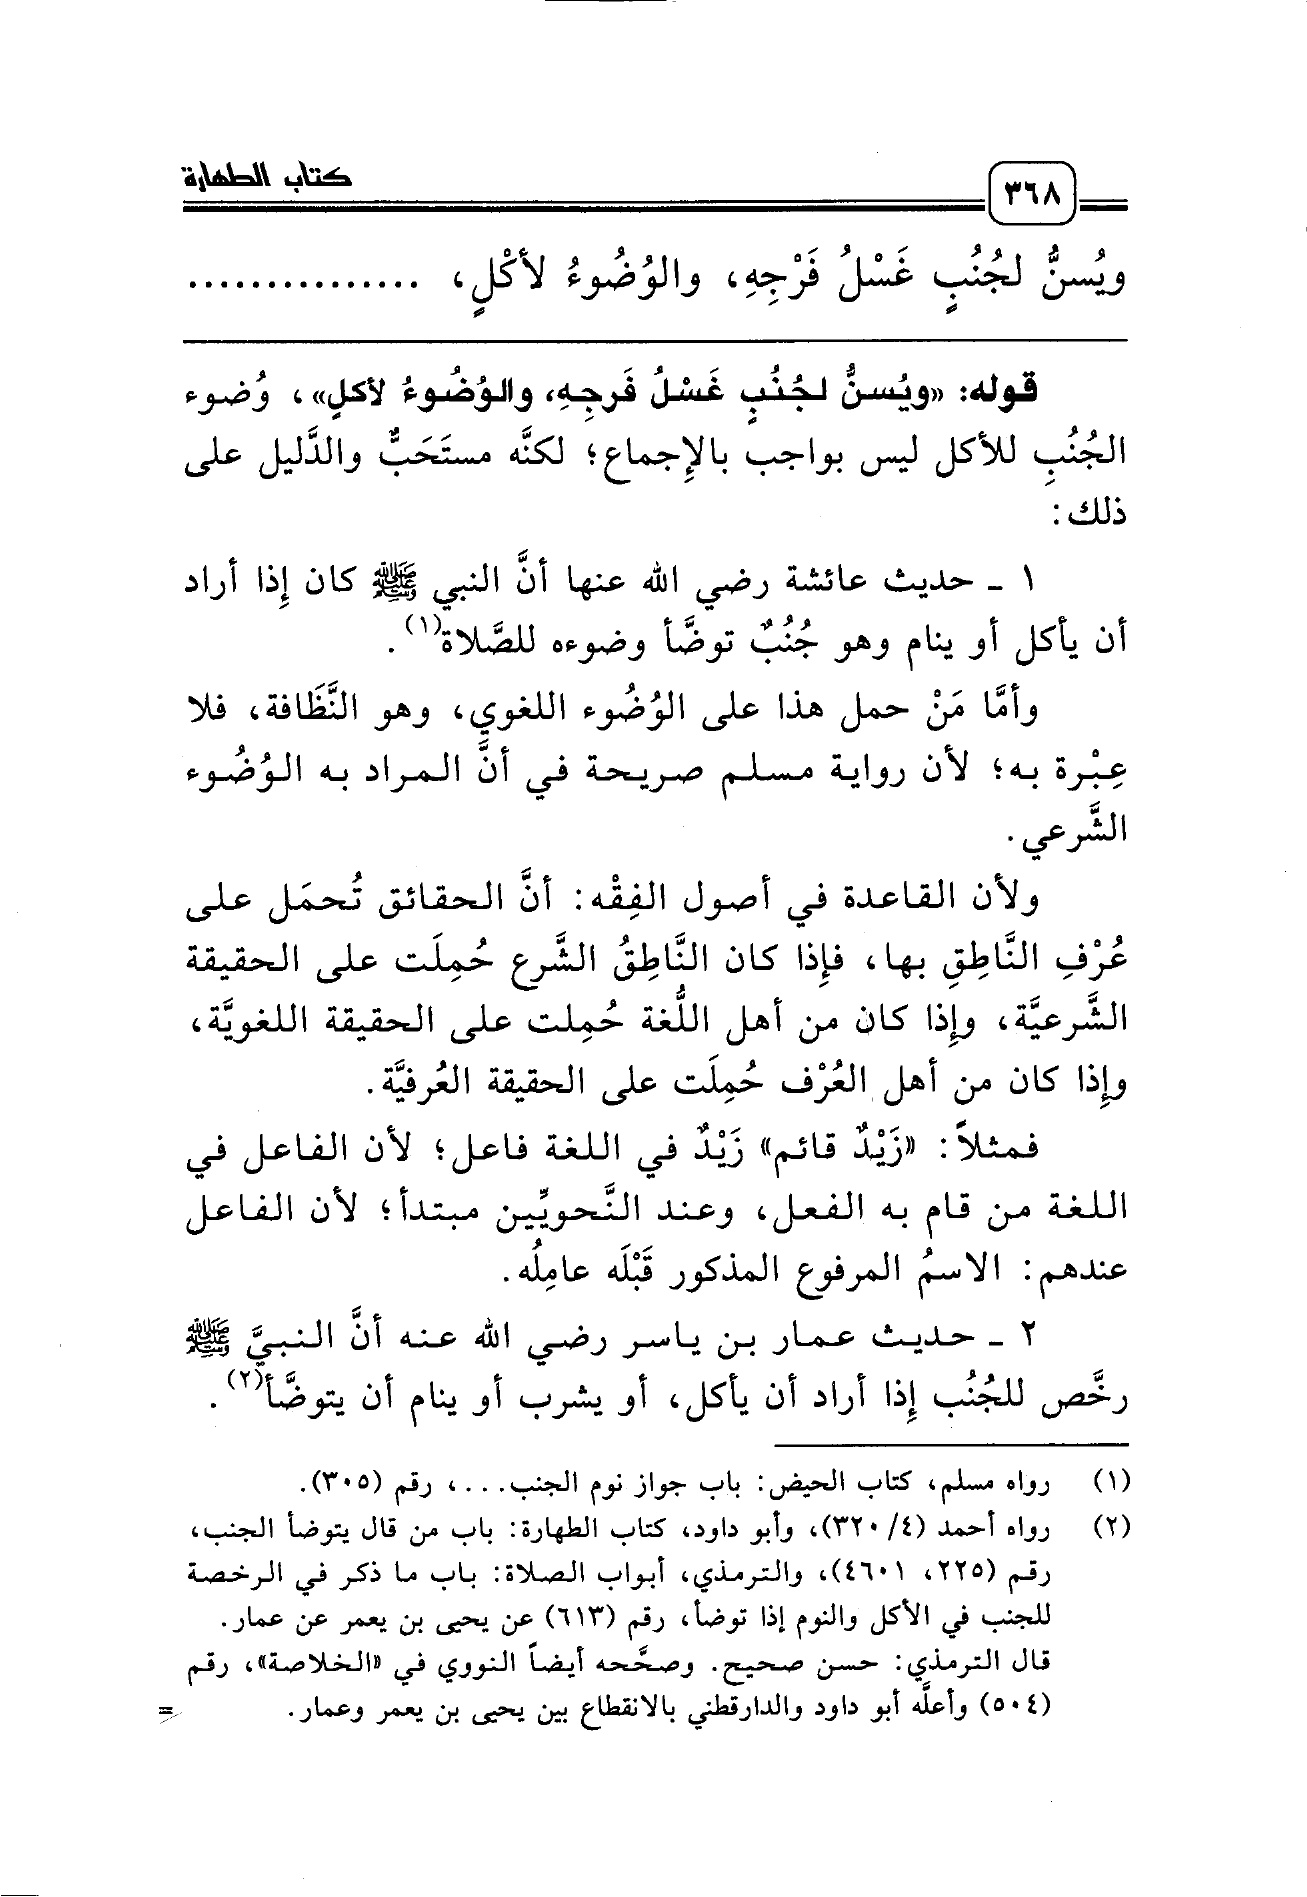 كتاب الطهارة
٣٦٨
ويُسنُّ لجُنُبٍ غَسْلُ فَرْجِهِ، والوُضُوءُ لأكْلٍ، ...............
قوله: «ويُسنُّ لجُنُبٍ غَسْلُ فَرجِهِ، والوُضُوءُ لأكلٍ»، وُضوء
الجُنُبِ للأكل ليس بواجب بالإجماع؛ لكنَّه مستَحَبٌّ والدَّليل على
ذلك:
١ ـ حديث عائشة رضي الله عنها أنَّ النبي ﷺ كان إذا أراد
أن يأكل أو ينام وهو جُنُبٌ توضَّأ وضوءه للصَّلاة(١).
وأمَّا مَنْ حمل هذا على الوُضُوء اللغوي، وهو النَّظَافة، فلا
عِبْرة به؛ لأن رواية مسلم صريحة في أنَّ المراد به الوُضُوء
الشَّرعي.
ولأن القاعدة في أصول الفِقْه: أنَّ الحقائق تُحمَل على
عُرْفِ النَّاطِقِ بها، فإِذا كان النَّاطِقُ الشَّرع حُمِلَت على الحقيقة
الشَّرعيَّة، وإِذا كان من أهل اللُّغة حُمِلت على الحقيقة اللغويَّة،
وإِذا كان من أهل العُرْف حُمِلَت على الحقيقة العُرفيَّة.
فمثلاً: «زَيْدٌ قائم» زَيْدٌ في اللغة فاعل؛ لأن الفاعل في
اللغة من قام به الفعل، وعند النَّحويِّين مبتدأ؛ لأن الفاعل
عندهم: الاسمُ المرفوع المذكور قَبْلَه عامِلُه.
٢ ـ حديث عمار بن ياسر رضي الله عنه أنَّ النبيَّ ﷺ
رخَّص للجُنُب إِذا أراد أن يأكل، أو يشرب أو ينام أن يتوضَّأ(٢).
(١) رواه مسلم، كتاب الحيض: باب جواز نوم الجنب...، رقم (٣٠٥).
(٢) رواه أحمد (٤/ ٣٢٠)، وأبو داود، كتاب الطهارة: باب من قال يتوضأ الجنب،
رقم (٢٢٥، ٤٦٠١)، والترمذي، أبواب الصلاة: باب ما ذكر في الرخصة
للجنب في الأكل والنوم إذا توضأ، رقم (٦١٣) عن يحيى بن يعمر عن عمار.
قال الترمذي: حسن صحيح. وصحَّحه أيضاً النووي في «الخلاصة»، رقم
(٥٠٤) وأعلَّه أبو داود والدارقطني بالانقطاع بين يحيى بن يعمر وعمار. =